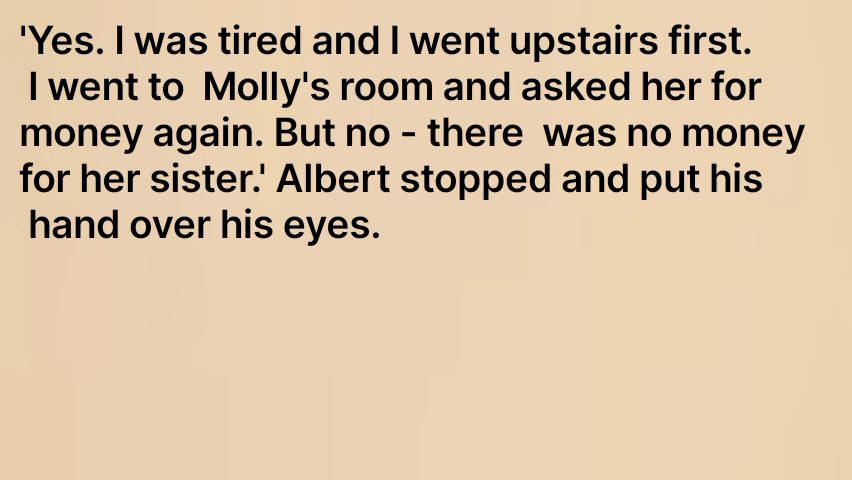 'Yes. I was tired and I went upstairs first.
I went to  Molly's room and asked her for
money again. But no - there  was no money
for her sister.' Albert stopped and put his
hand over his eyes.